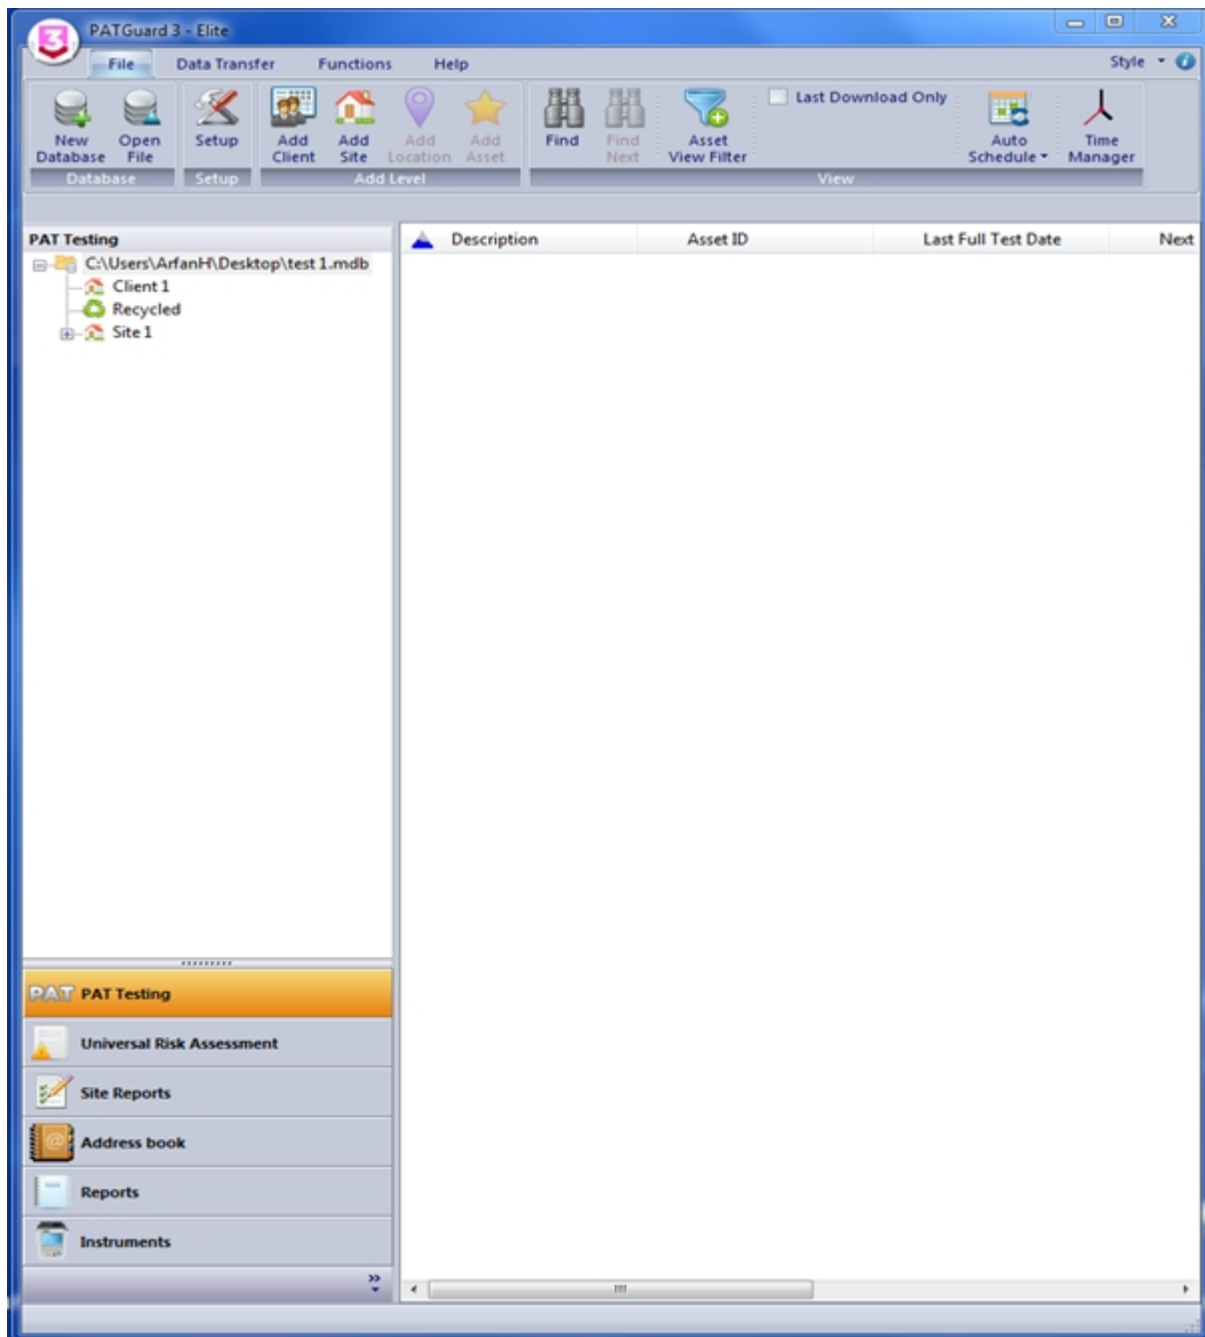 3
PATGuard 3 - Elite
File Data Transfer Functions Help Style
New Database Open File Setup Add Client Add Site Add Location Add Asset Find Find Next Asset View Filter Last Download Only Auto Schedule Time Manager
Database Setup Add Level View
PAT Testing
Description Asset ID Last Full Test Date Next
C:\Users\ArfanH\Desktop\test 1.mdb
Client 1
Recycled
Site 1
PAT PAT Testing
Universal Risk Assessment
Site Reports
@ Address book
Reports
Instruments